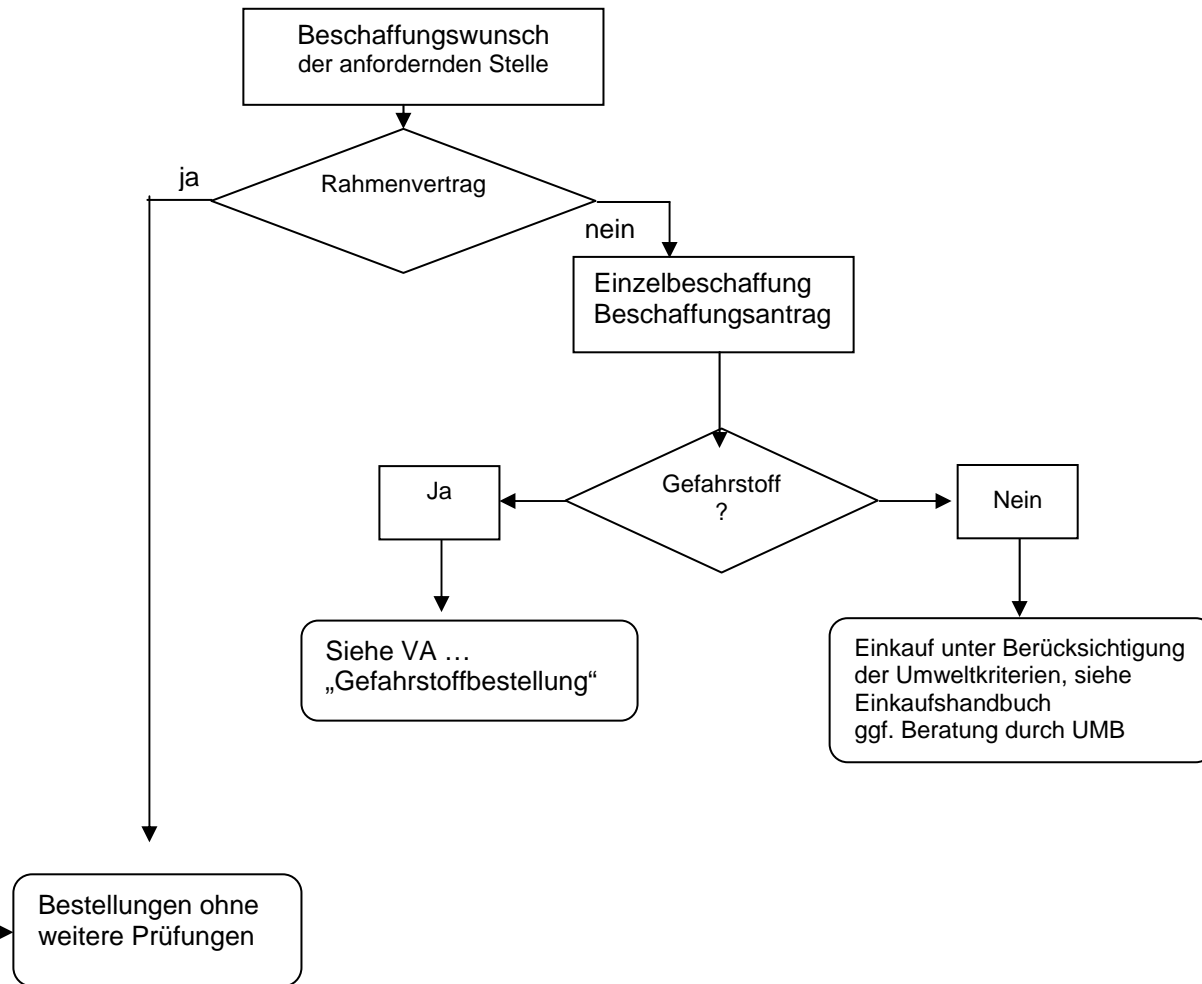 Beschaffungswunsch
der anfordernden Stelle
ja
Rahmenvertrag
nein
Einzelbeschaffung
Beschaffungsantrag
Ja
Gefahrstoff
?
Nein
Siehe VA …
„Gefahrstoffbestellung“
Einkauf unter Berücksichtigung
der Umweltkriterien, siehe
Einkaufshandbuch
ggf. Beratung durch UMB
Bestellungen ohne
weitere Prüfungen